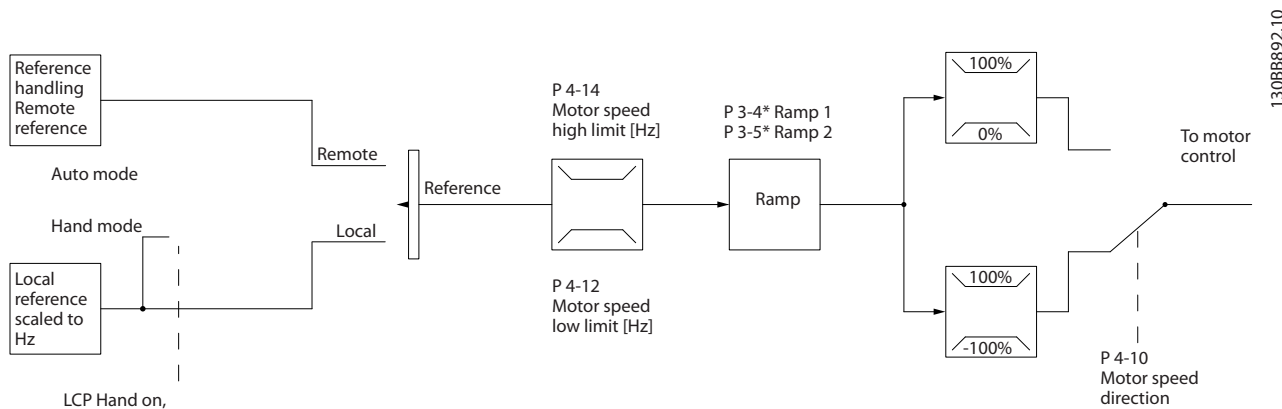 Reference
handling
Remote
reference
Auto mode
Hand mode
Local
reference
scaled to
Hz
LCP Hand on,
Remote
Local
Reference
P 4-14
Motor speed
high limit [Hz]
P 4-12
Motor speed
low limit [Hz]
P 3-4* Ramp 1
P 3-5* Ramp 2
Ramp
100%
0%
100%
-100%
To motor
control
P 4-10
Motor speed
direction
130BB892.10